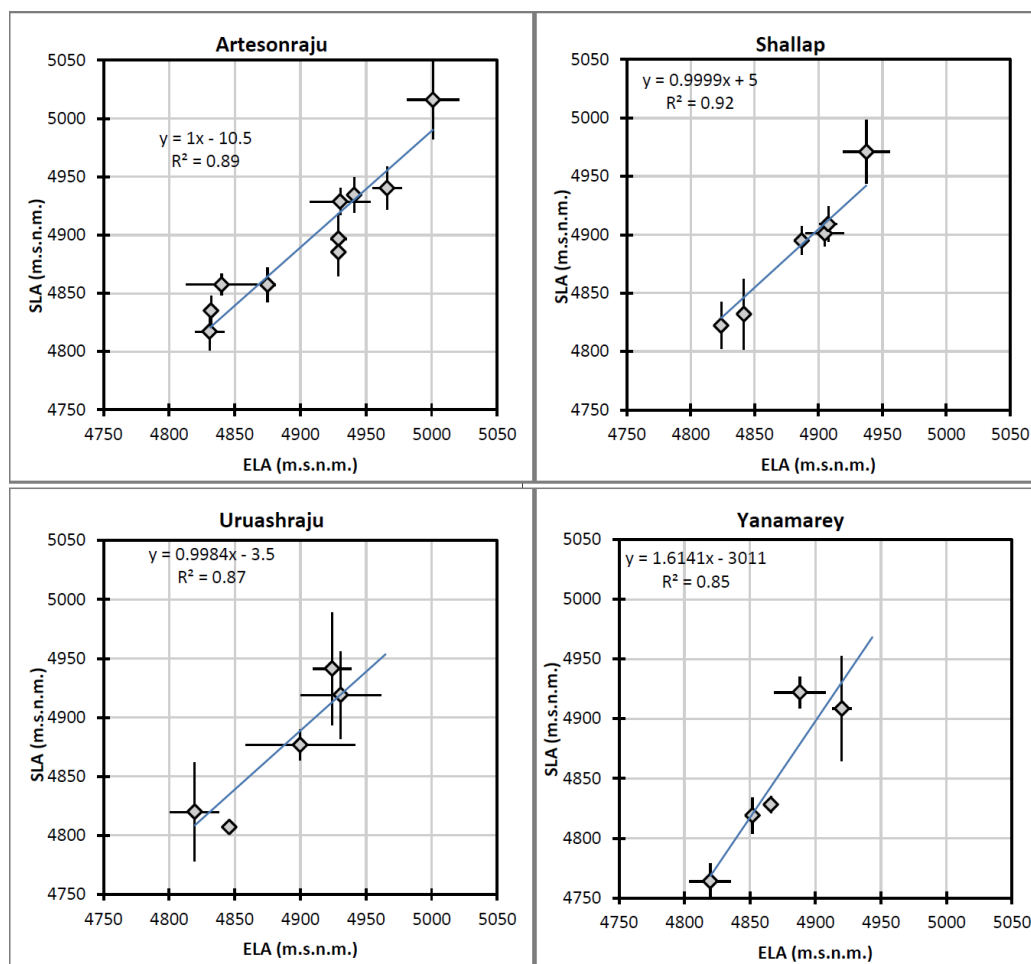 Artesonraju
5050
5000
4950
4900
4850
4800
4750
SLA (m.s.n.m.)
y = 1x - 10.5
R² = 0.89
4750 4800 4850 4900 4950 5000 5050
ELA (m.s.n.m.)
Shallap
5050
5000
4950
4900
4850
4800
4750
SLA (m.s.n.m.)
y = 0.9999x + 5
R² = 0.92
4750 4800 4850 4900 4950 5000 5050
ELA (m.s.n.m.)
Uruashraju
5050
5000
4950
4900
4850
4800
4750
SLA (m.s.n.m.)
y = 0.9984x - 3.5
R² = 0.87
4750 4800 4850 4900 4950 5000 5050
ELA (m.s.n.m.)
Yanamarey
5050
5000
4950
4900
4850
4800
4750
SLA (m.s.n.m.)
y = 1.6141x - 3011
R² = 0.85
4750 4800 4850 4900 4950 5000 5050
ELA (m.s.n.m.)